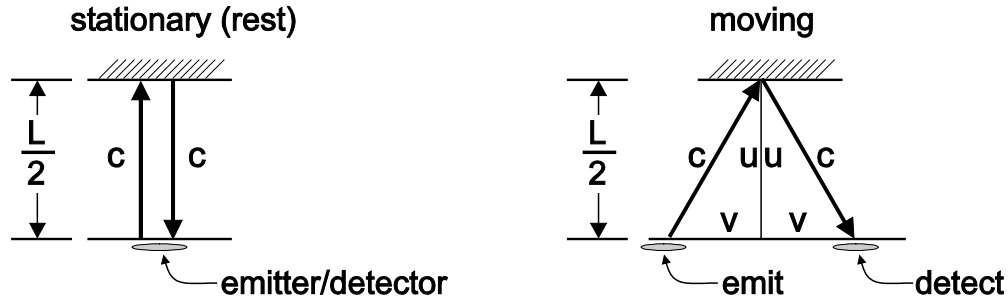 stationary (rest)
moving
L
2
c
c
L
2
c
u
u
c
v
v
emitter/detector
emit
detect